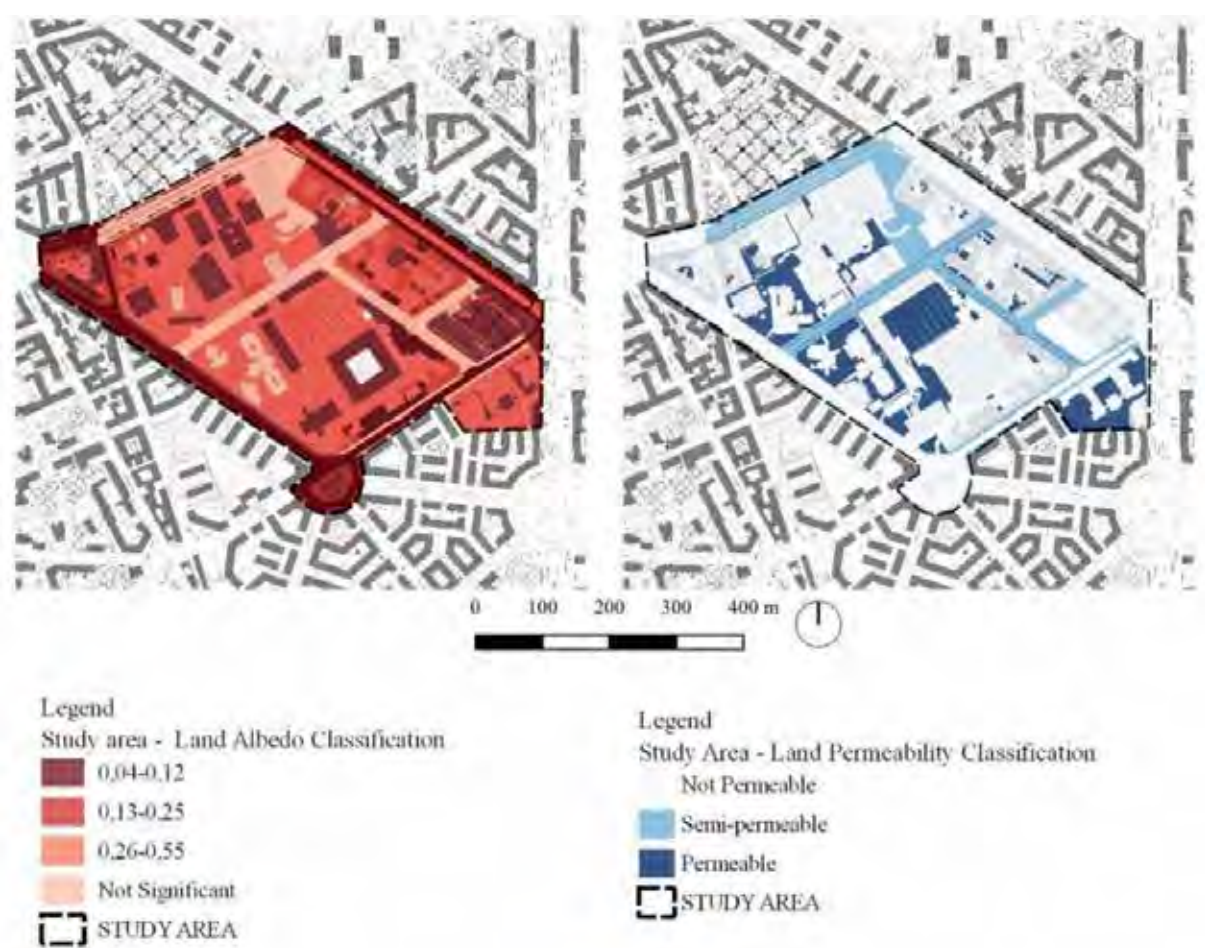 0 100 200 300 400 m
Legend
Study area - Land Albedo Classification
0,04-0,12
0,13-0,25
0,26-0,55
Not Significant
STUDY AREA
Legend
Study Area - Land Permeability Classification
Not Permeable
Semi-permeable
Permeable
STUDY AREA